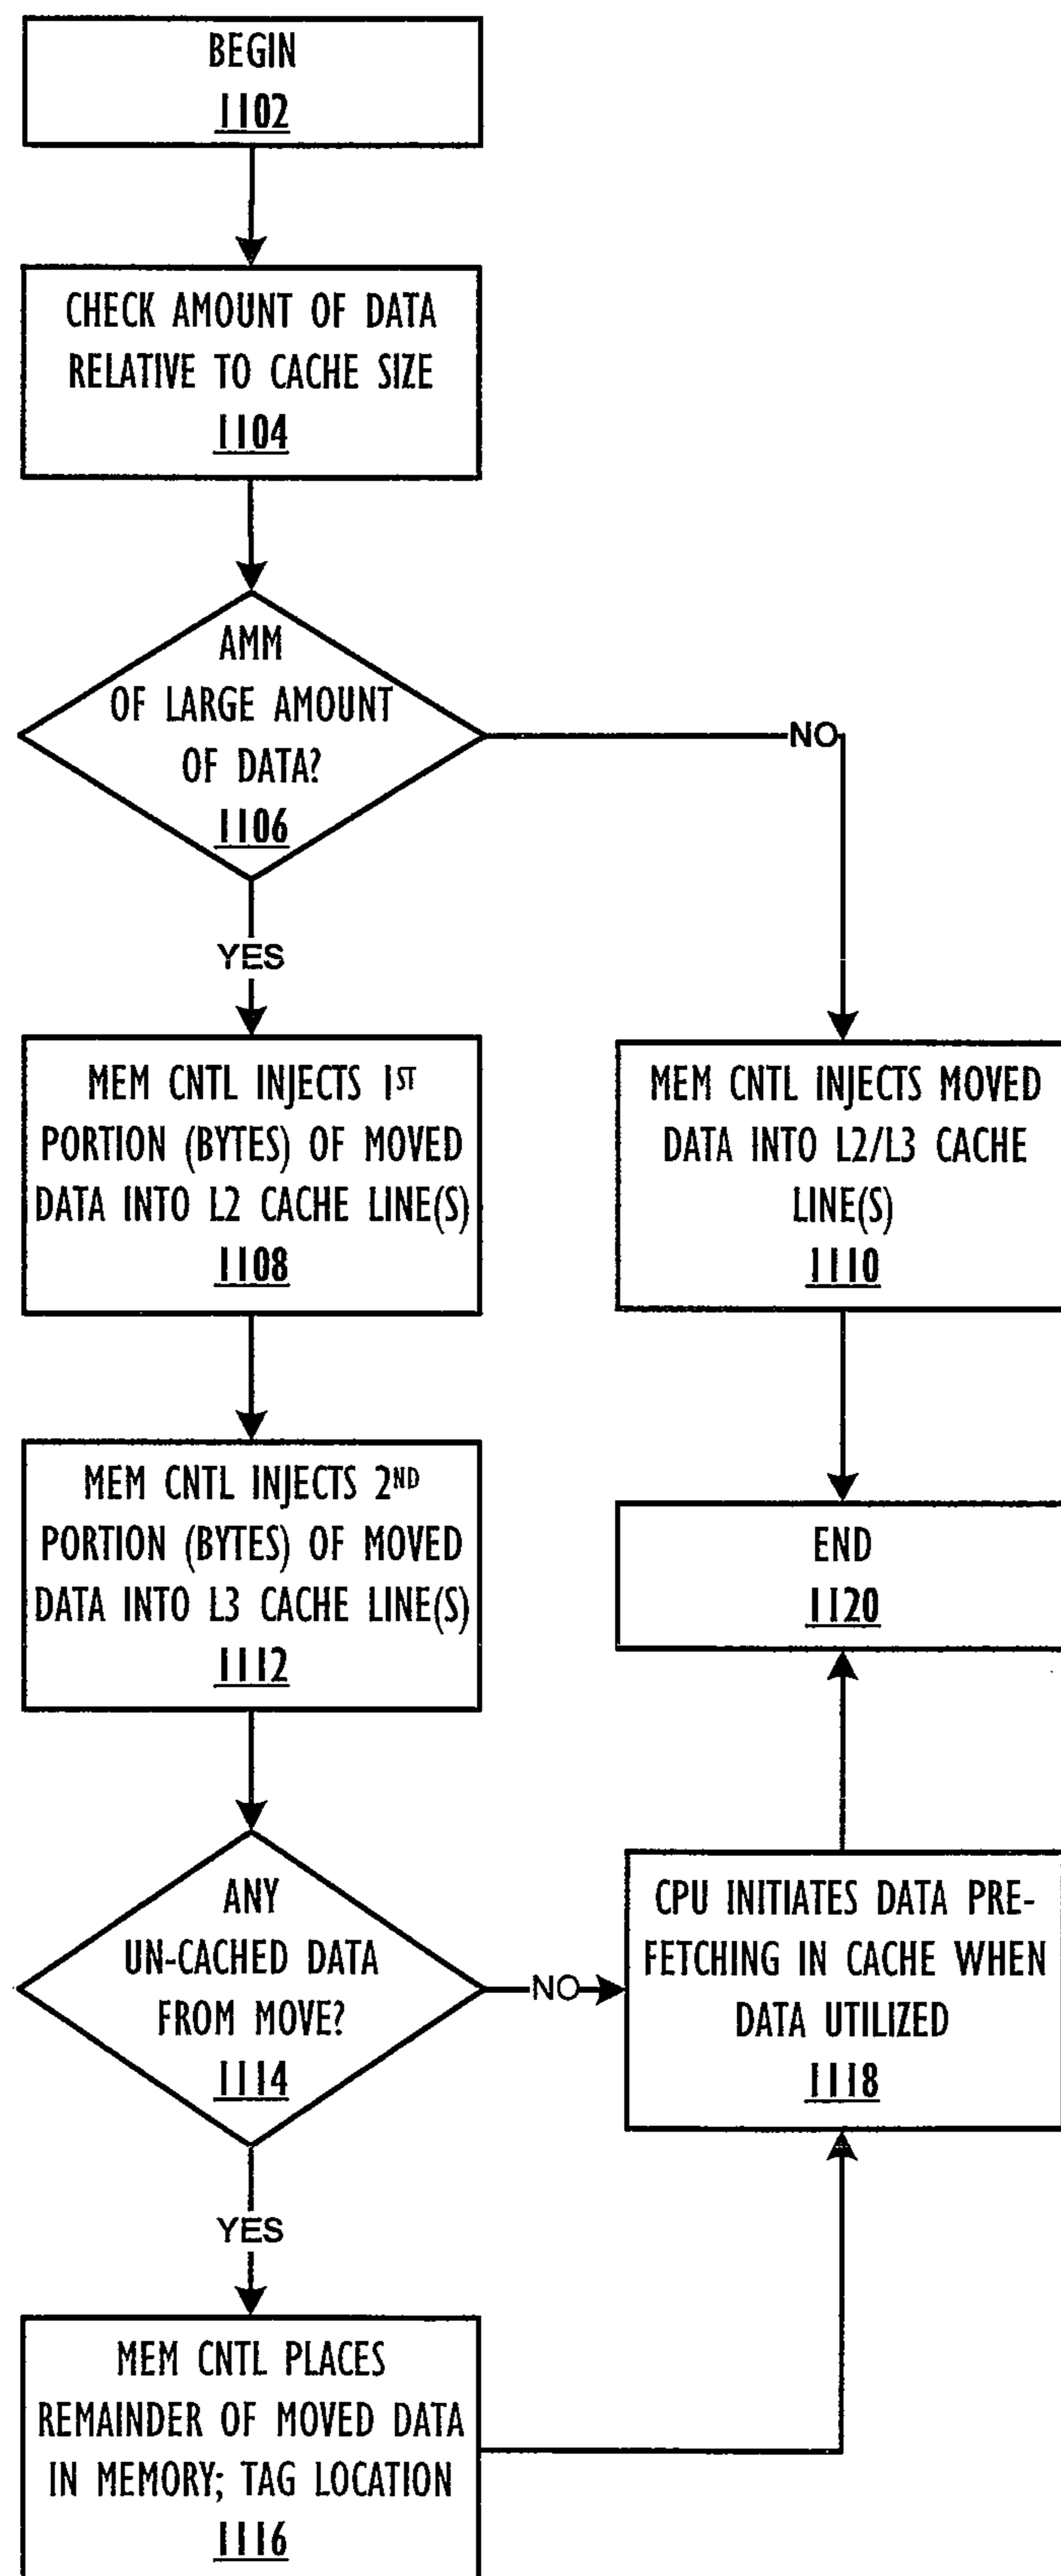 BEGIN
1102
CHECK AMOUNT OF DATA
RELATIVE TO CACHE SIZE
1104
AMM
OF LARGE AMOUNT
OF DATA?
1106
NO
YES
MEM CNTL INJECTS 1ST
PORTION (BYTES) OF MOVED
DATA INTO L2 CACHE LINE(S)
1108
MEM CNTL INJECTS MOVED
DATA INTO L2/L3 CACHE
LINE(S)
1110
MEM CNTL INJECTS 2ND
PORTION (BYTES) OF MOVED
DATA INTO L3 CACHE LINE(S)
1112
END
1120
ANY
UN-CACHED DATA
FROM MOVE?
1114
NO
CPU INITIATES DATA PRE-
FETCHING IN CACHE WHEN
DATA UTILIZED
1118
YES
MEM CNTL PLACES
REMAINDER OF MOVED DATA
IN MEMORY; TAG LOCATION
1116